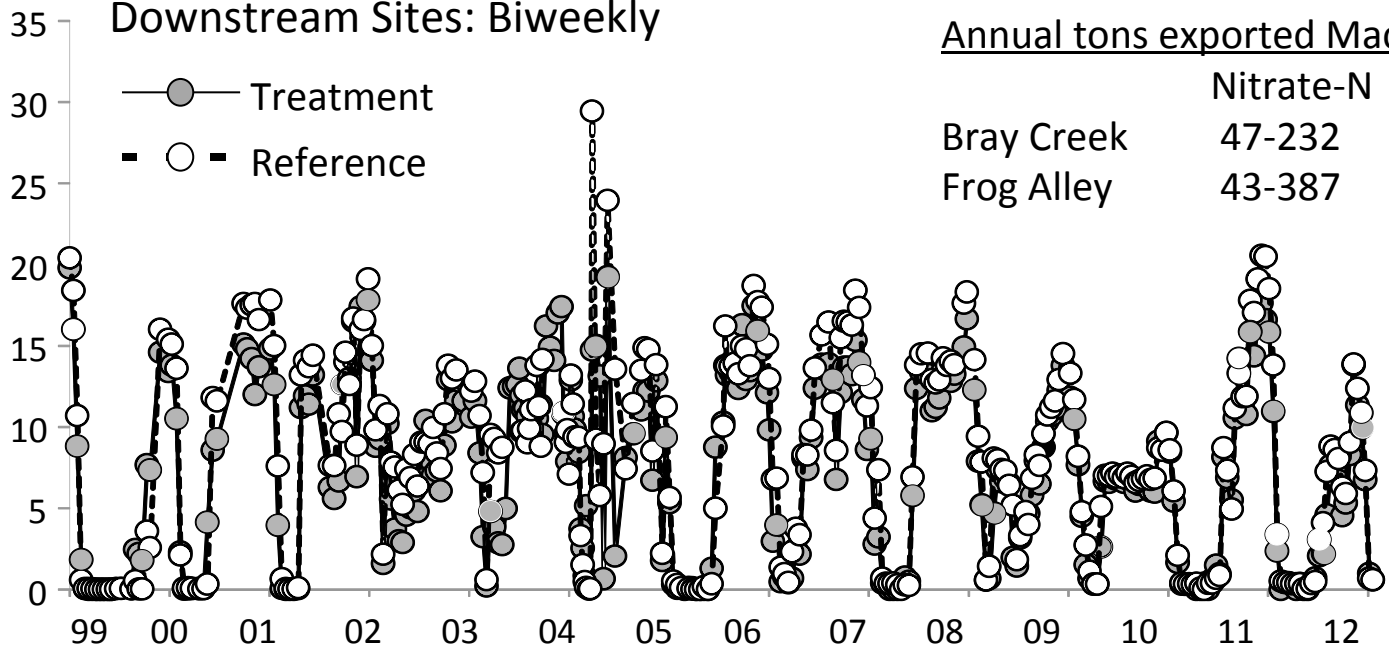 Downstream Sites: Biweekly
Treatment
Reference
Annual tons exported Mac
Nitrate-N
Bray Creek 47-232
Frog Alley 43-387
35
30
25
20
15
10
5
0
99 00 01 02 03 04 05 06 07 08 09 10 11 12